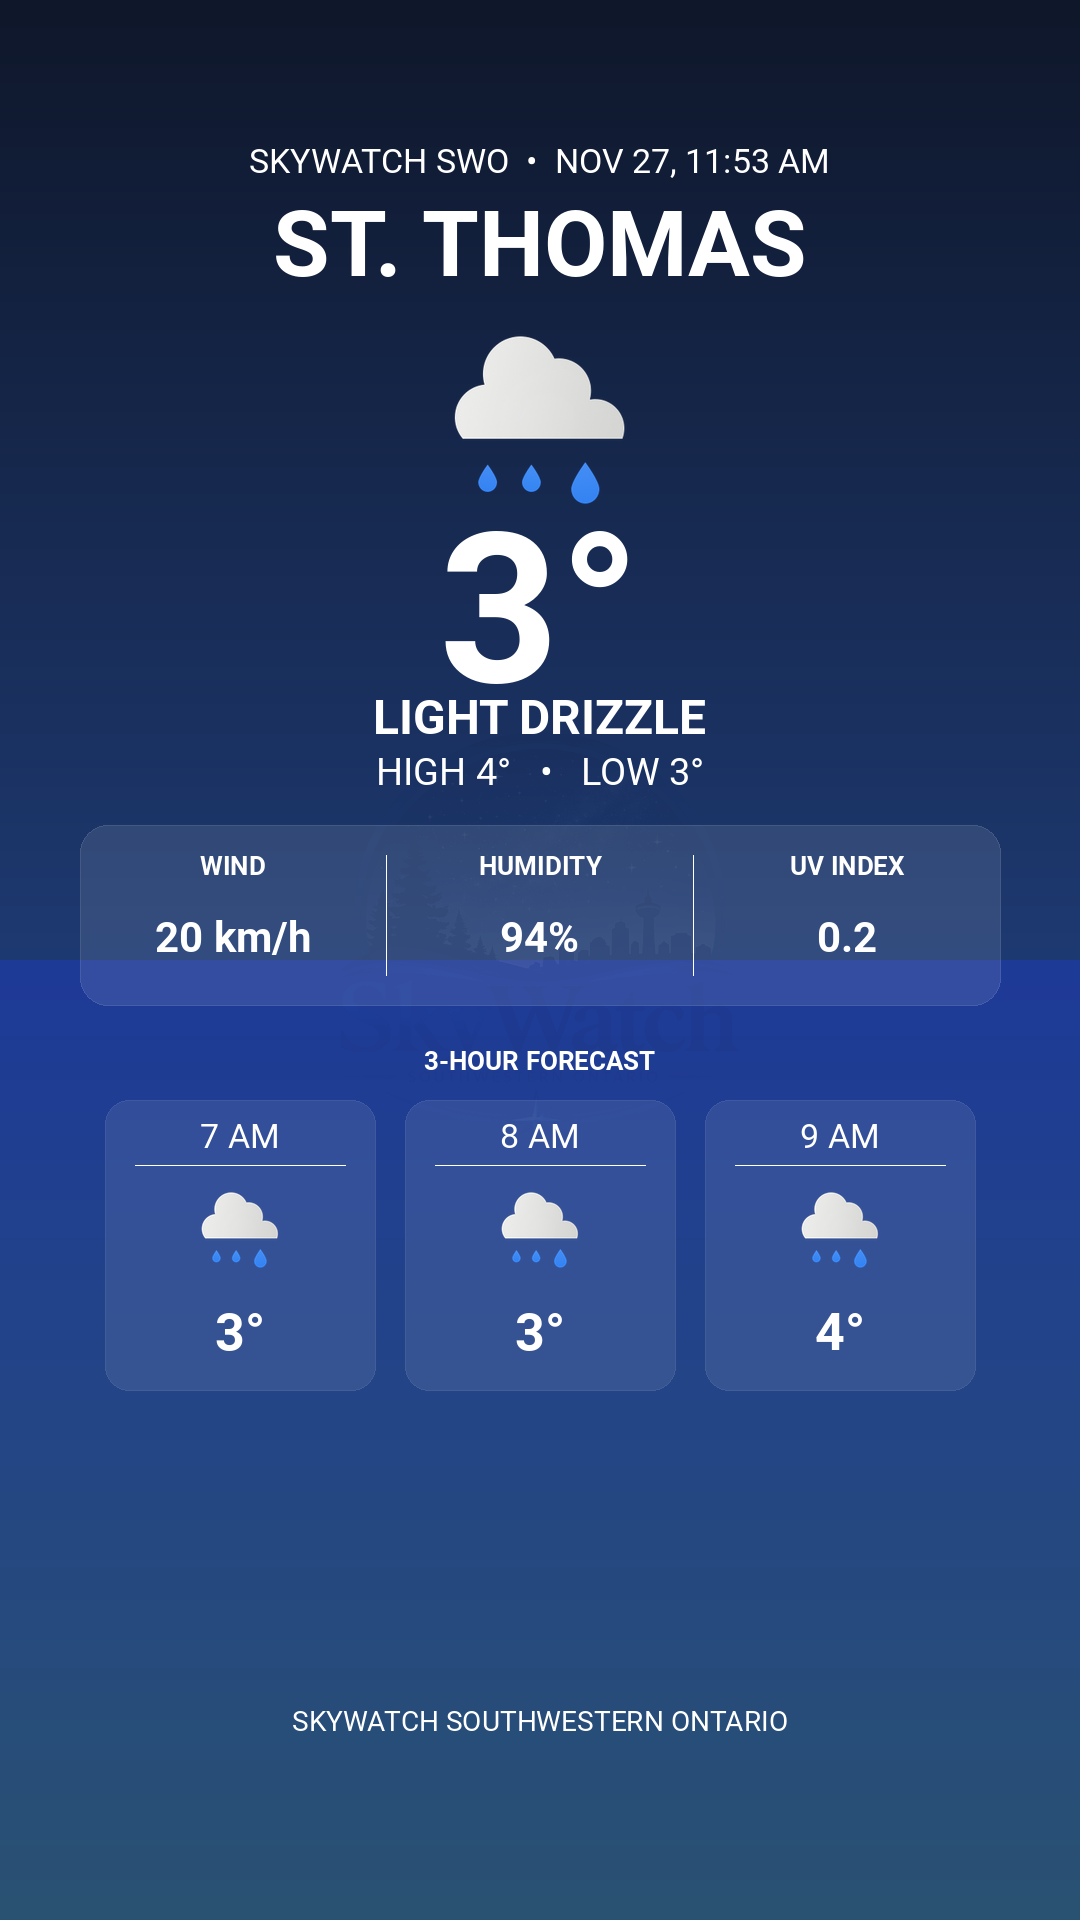 SKYWATCH SWO • NOV 27, 11:53 AM
ST. THOMAS
3°
LIGHT DRIZZLE
HIGH 4° • LOW 3°
WIND HUMIDITY UV INDEX
20 km/h 94% 0.2
SkyWatch
3-HOUR FORECAST
7 AM 8 AM 9 AM
3° 3° 4°
SKYWATCH SOUTHWESTERN ONTARIO